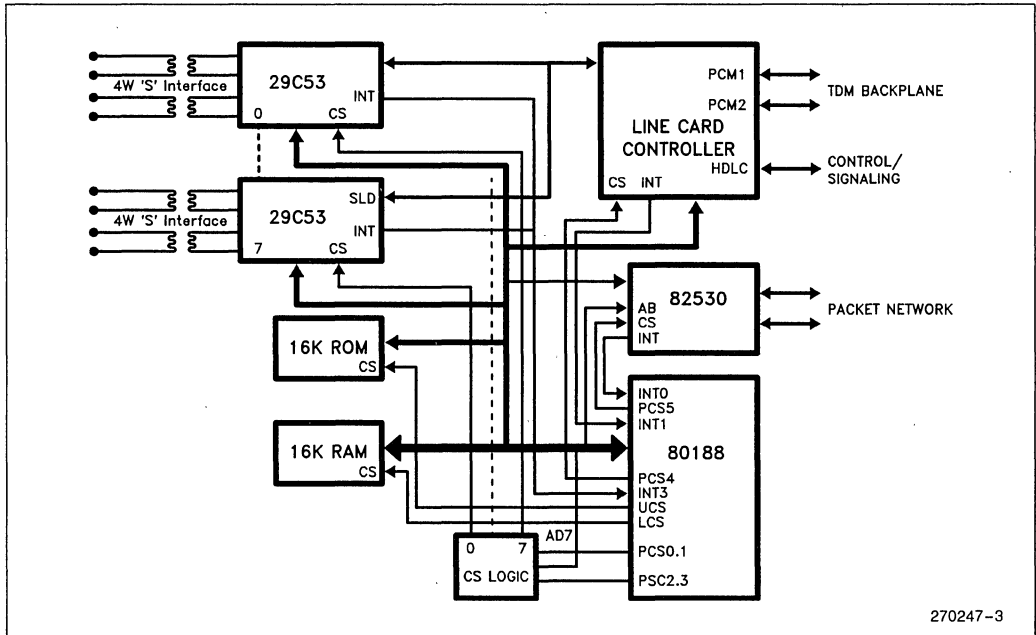 29C53
INT
4W 'S' Interface
0
CS
PCM1
PCM2
TDM BACKPLANE
LINE CARD
CONTROLLER
HDLC
CONTROL/
SIGNALING
CS
INT
SLD
29C53
INT
4W 'S' Interface
7
CS
82530
AB
CS
INT
PACKET NETWORK
16K ROM
CS
INT0
PCS5
INT1
80188
16K RAM
CS
PCS4
INT3
UCS
LCS
AD7
0
7
CS LOGIC
PCS0.1
PSC2.3
270247-3